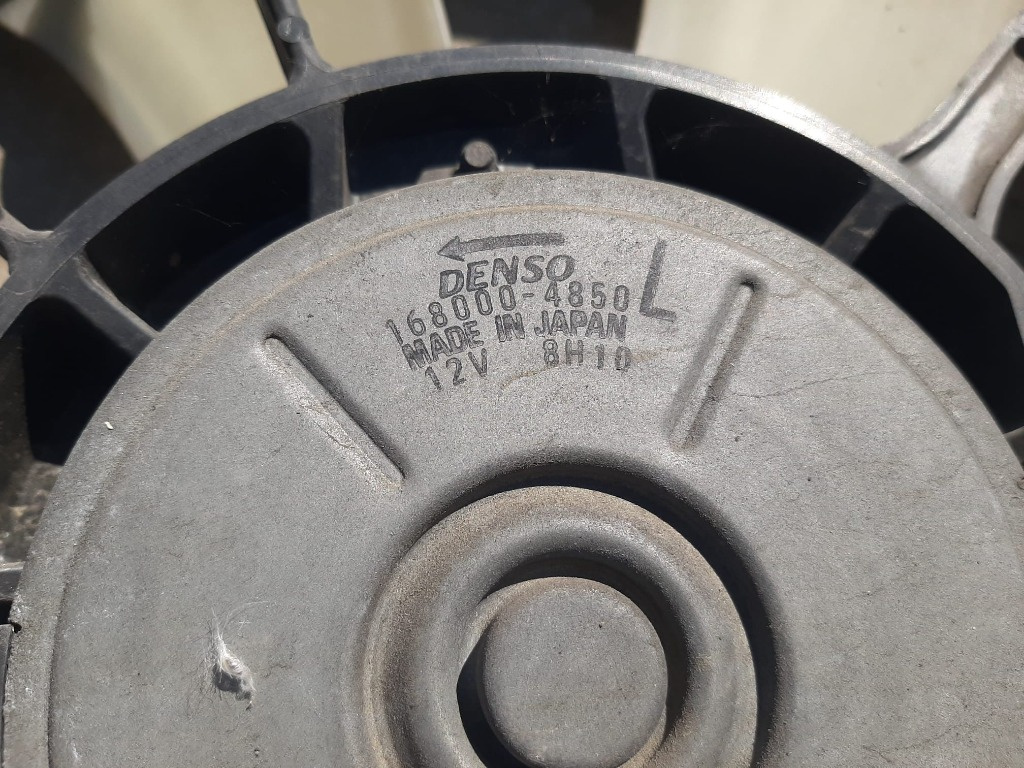 DENSO
168000-4850 L
MADE IN JAPAN
12V 8H10